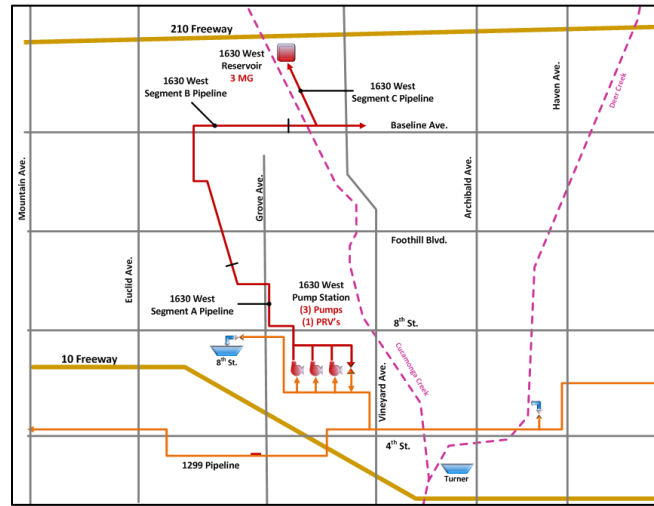 210 Freeway
1630 West
Reservoir
3 MG
1630 West
Segment B Pipeline
1630 West
Segment C Pipeline
Baseline Ave.
Haven Ave.
Deer Creek
Mountain Ave.
Grove Ave.
Archibald Ave.
Foothill Blvd.
Euclid Ave.
1630 West
Segment A Pipeline
1630 West
Pump Station
(3) Pumps
(1) PRV's
8th St.
10 Freeway
8th St.
Cucamonga Creek
Vineyard Ave.
4th St.
1299 Pipeline
Turner